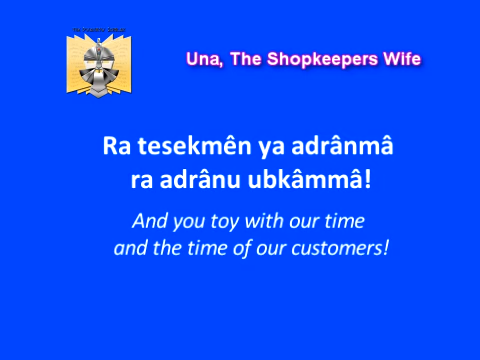 Una, The Shopkeepers Wife
Ra tesekmên ya adrânmâ
ra adrânu ubkâmmâ!
And you toy with our time
and the time of our customers!